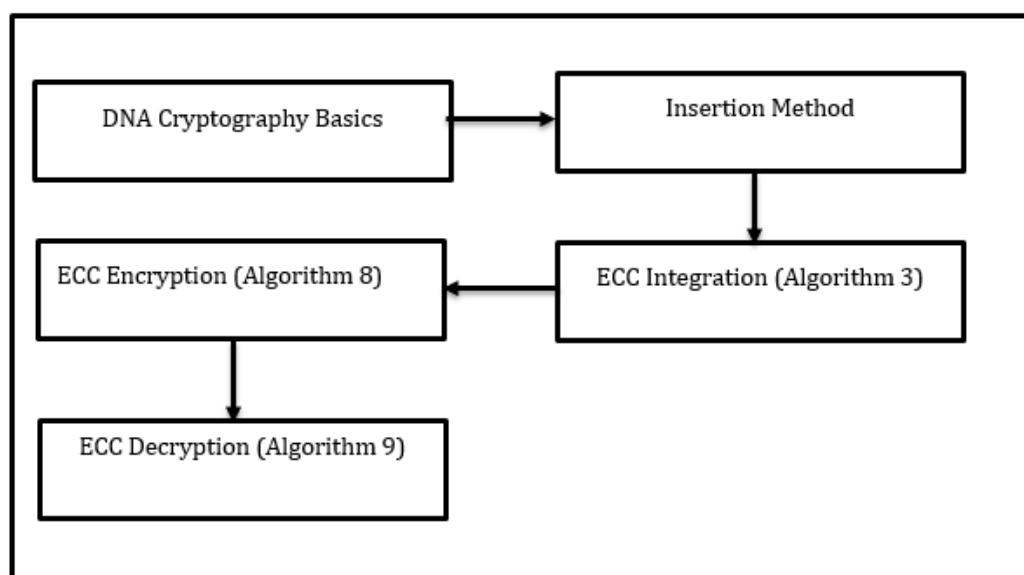 DNA Cryptography Basics
Insertion Method
ECC Integration (Algorithm 3)
ECC Encryption (Algorithm 8)
ECC Decryption (Algorithm 9)